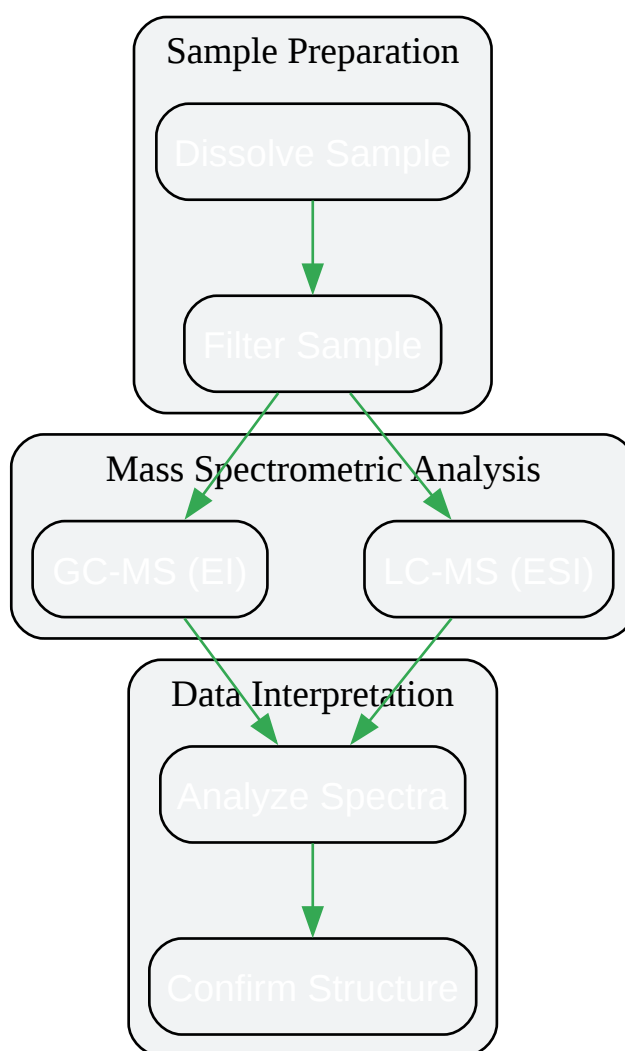 Sample Preparation
Dissolve Sample
Filter Sample
Mass Spectrometric Analysis
GC-MS (EI)
LC-MS (ESI)
Data Interpretation
Analyze Spectra
Confirm Structure